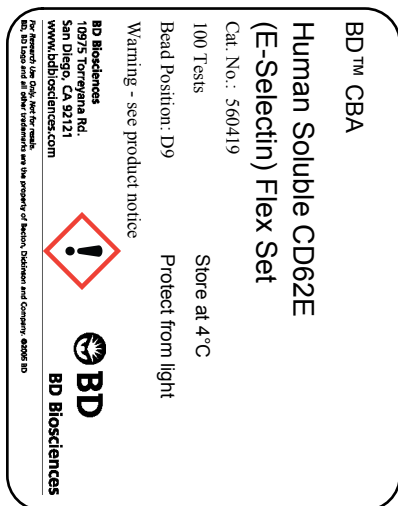 BD™ CBA
Human Soluble CD62E
(E-Selectin) Flex Set
Cat. No.: 560419
100 Tests
Store at 4°C
Bead Position: D9
Protect from light
Warning - see product notice
BD Biosciences
10975 Torreyana Rd.
San Diego, CA 92121
www.bdbiosciences.com
BD
BD Biosciences
For Research Use Only. Not for resale.
BD, BD Logo and all other trademarks are the property of Becton, Dickinson and Company. ©2005 BD